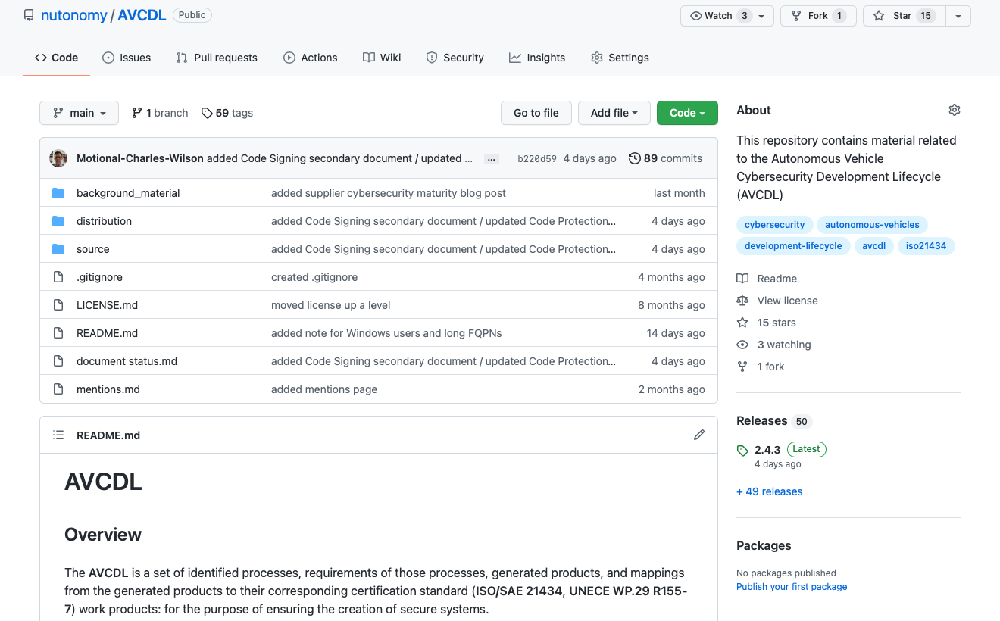 nutonomy / AVCDL Public
Watch 3 Fork 1 Star 15
Code Issues Pull requests Actions Wiki Security Insights Settings
main 1 branch 59 tags Go to file Add file Code
Motional-Charles-Wilson added Code Signing secondary document / updated ... ... b220d59 4 days ago 89 commits
background_material added supplier cybersecurity maturity blog post last month
distribution added Code Signing secondary document / updated Code Protection... 4 days ago
source added Code Signing secondary document / updated Code Protection... 4 days ago
.gitignore created .gitignore 4 months ago
LICENSE.md moved license up a level 8 months ago
README.md added note for Windows users and long FQPNs 14 days ago
document status.md added Code Signing secondary document / updated Code Protection... 4 days ago
mentions.md added mentions page 2 months ago
README.md
AVCDL
Overview
The AVCDL is a set of identified processes, requirements of those processes, generated products, and mappings
from the generated products to their corresponding certification standard (ISO/SAE 21434, UNECE WP.29 R155-
7) work products: for the purpose of ensuring the creation of secure systems.
About
This repository contains material related
to the Autonomous Vehicle
Cybersecurity Development Lifecycle
(AVCDL)
cybersecurity autonomous-vehicles
development-lifecycle avcdl iso21434
Readme
View license
15 stars
3 watching
1 fork
Releases 50
2.4.3 Latest
4 days ago
+ 49 releases
Packages
No packages published
Publish your first package